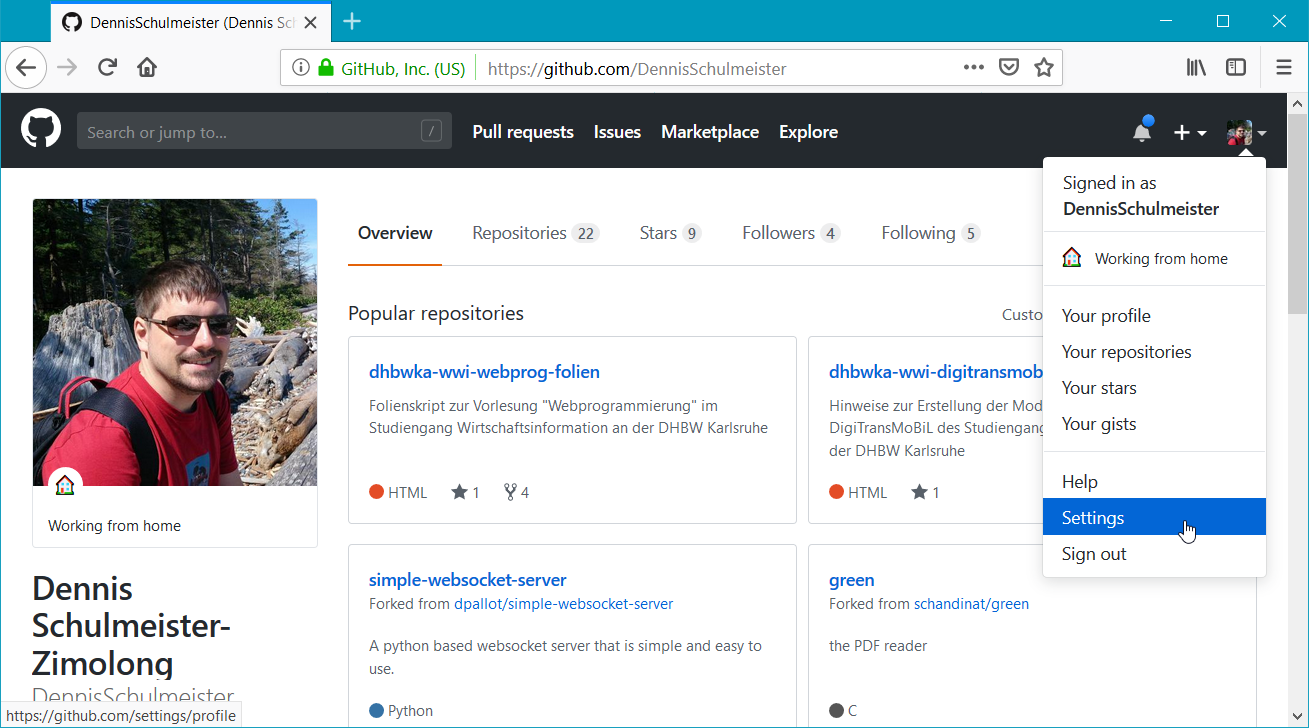 DennisSchulmeister (Dennis Sch
GitHub, Inc. (US)
https://github.com/DennisSchulmeister
Search or jump to…
/
Pull requests
Issues
Marketplace
Explore
Signed in as
DennisSchulmeister
Working from home
Your profile
Your repositories
Your stars
Your gists
Help
Settings
Sign out
Overview
Repositories 22
Stars 9
Followers 4
Following 5
Popular repositories
Custo
dhbwka-wwi-webprog-folien
Folienskript zur Vorlesung "Webprogrammierung" im
Studiengang Wirtschaftsinformation an der DHBW Karlsruhe
HTML 1 4
dhbwka-wwi-digitransmob
Hinweise zur Erstellung der Mod
DigiTransMoBiL des Studiengang
der DHBW Karlsruhe
HTML 1
simple-websocket-server
Forked from dpallot/simple-websocket-server
A python based websocket server that is simple and easy to
use.
Python
green
Forked from schandinat/green
the PDF reader
C
Working from home
Dennis
Schulmeister-
Zimolong
DennisSchulmeister
https://github.com/settings/profile